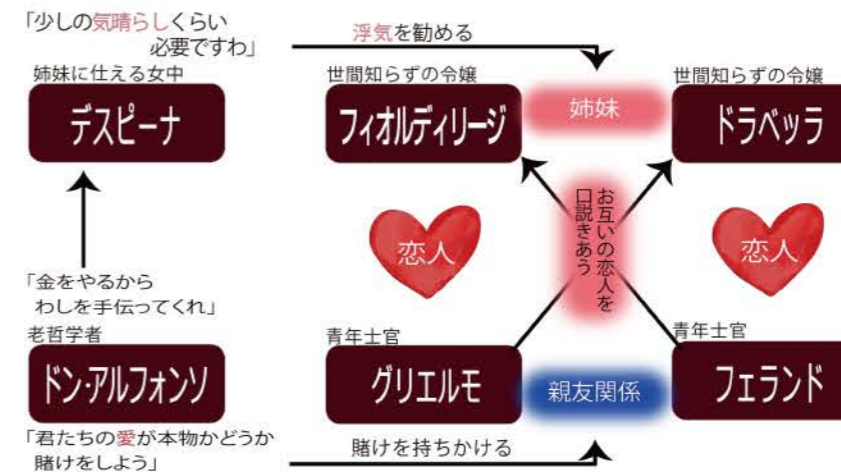 「少しの気晴らしくらい
必要ですわ」
浮気を勧める
姉妹に仕える女中
デスピーナ
世間知らずの令嬢
フィオルディリージ
姉妹
世間知らずの令嬢
ドラベッラ
お互いの恋人を
口説きあう
恋人
恋人
「金をやるから
わしを手伝ってくれ」
老哲学者
ドン・アルフォンソ
青年士官
グリエルモ
親友関係
青年士官
フェランド
「君たちの愛が本物かどうか
賭けをしよう」
賭けを持ちかける